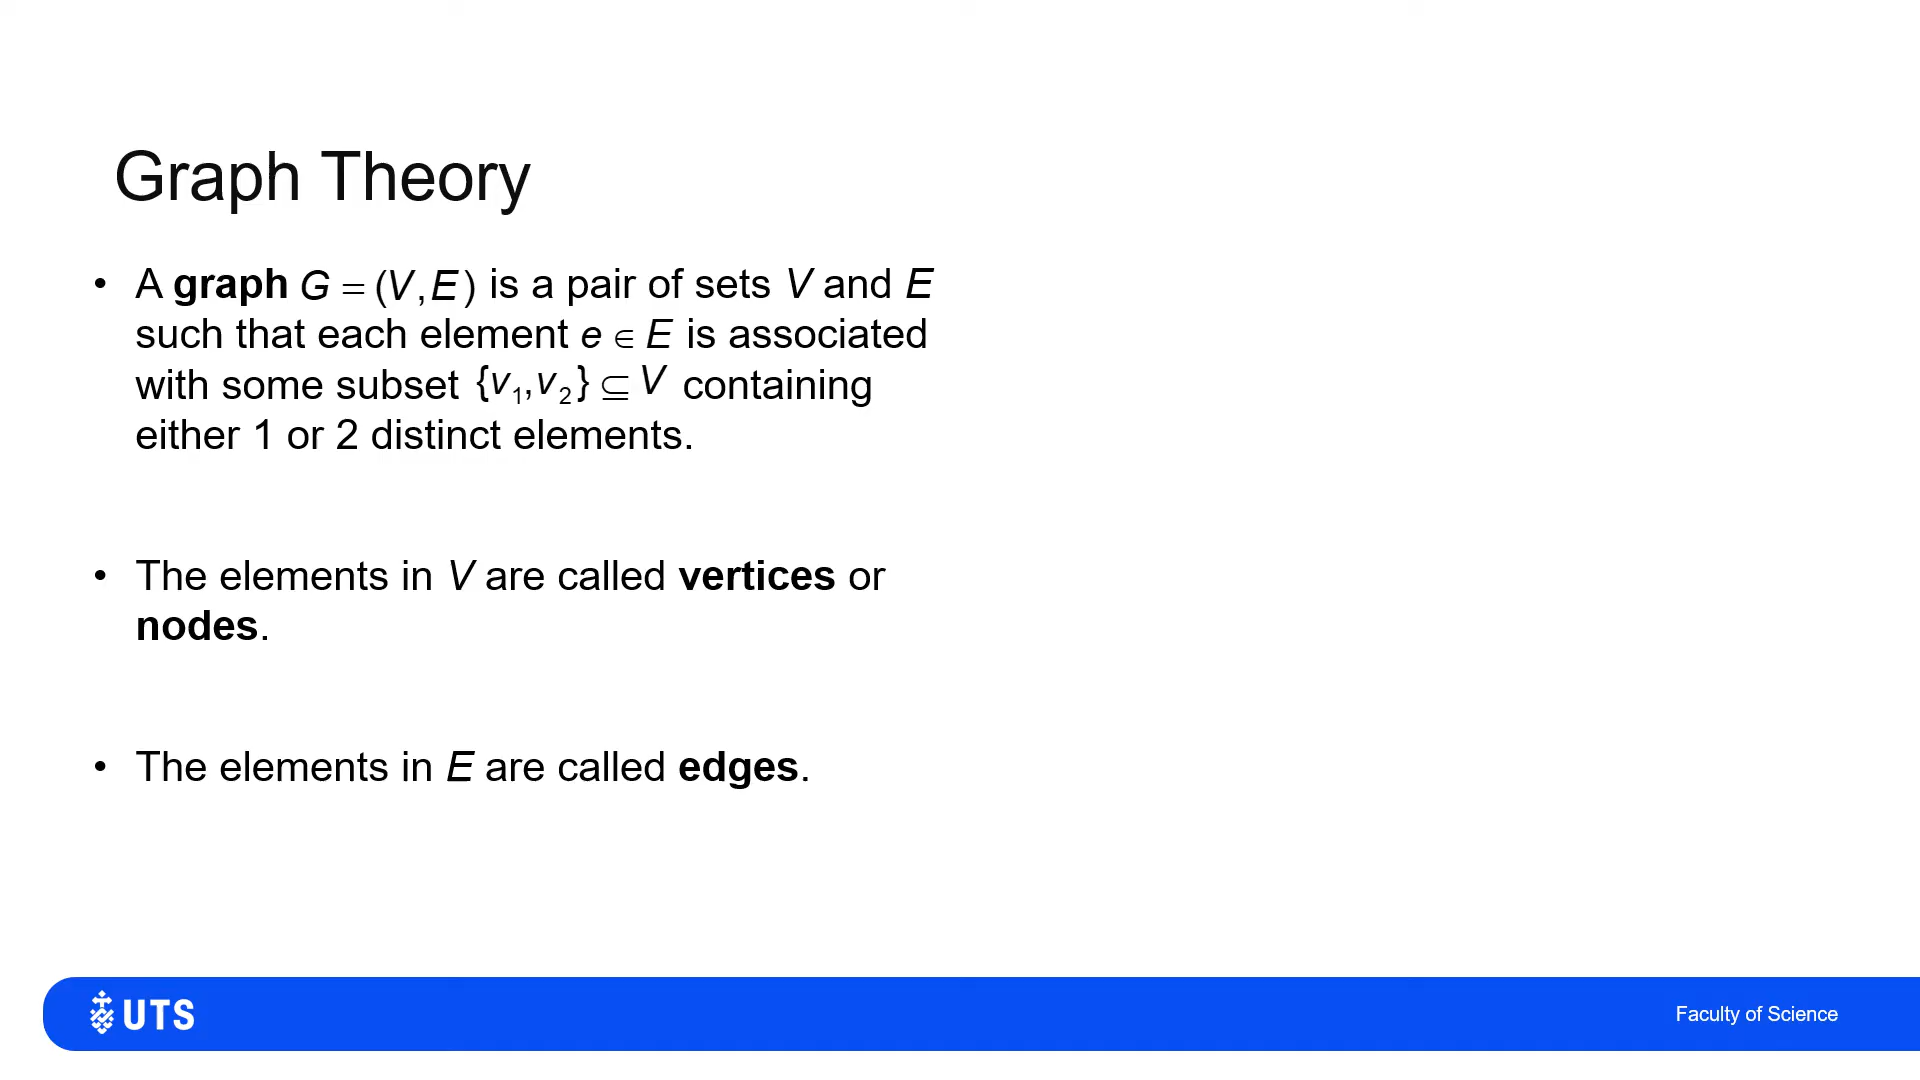 Graph Theory
• A graph G = (V,E) is a pair of sets V and E
such that each element e ∈ E is associated
with some subset {v₁,v₂} ⊆ V containing
either 1 or 2 distinct elements.
• The elements in V are called vertices or
nodes.
• The elements in E are called edges.
UTS
Faculty of Science